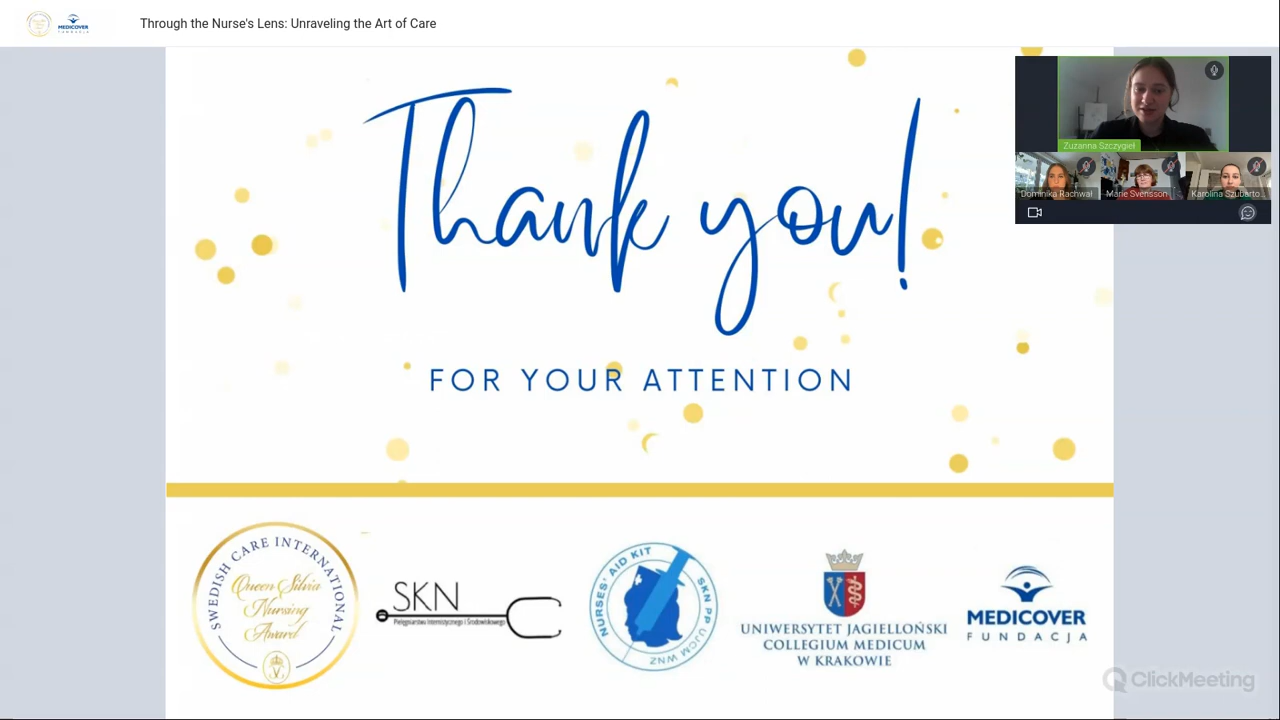 MEDICOVER
FUNDACJA
Through the Nurse's Lens: Unraveling the Art of Care
Zuzanna Szczygieł
Dominika Rachwał
Marie Svensson
Karolina Szubarto
Thank you!
FOR YOUR ATTENTION
SWEDISH CARE INTERNATIONAL
Queen Silvia
Nursing
Award
SKN
Pielęgniarstwa Internistycznego i Środowiskowego
NURSES' AID KIT
SKN PP UJCM WNZ
UNIWERSYTET JAGIELLOŃSKI
COLLEGIUM MEDICUM
W KRAKOWIE
MEDICOVER
FUNDACJA
ClickMeeting